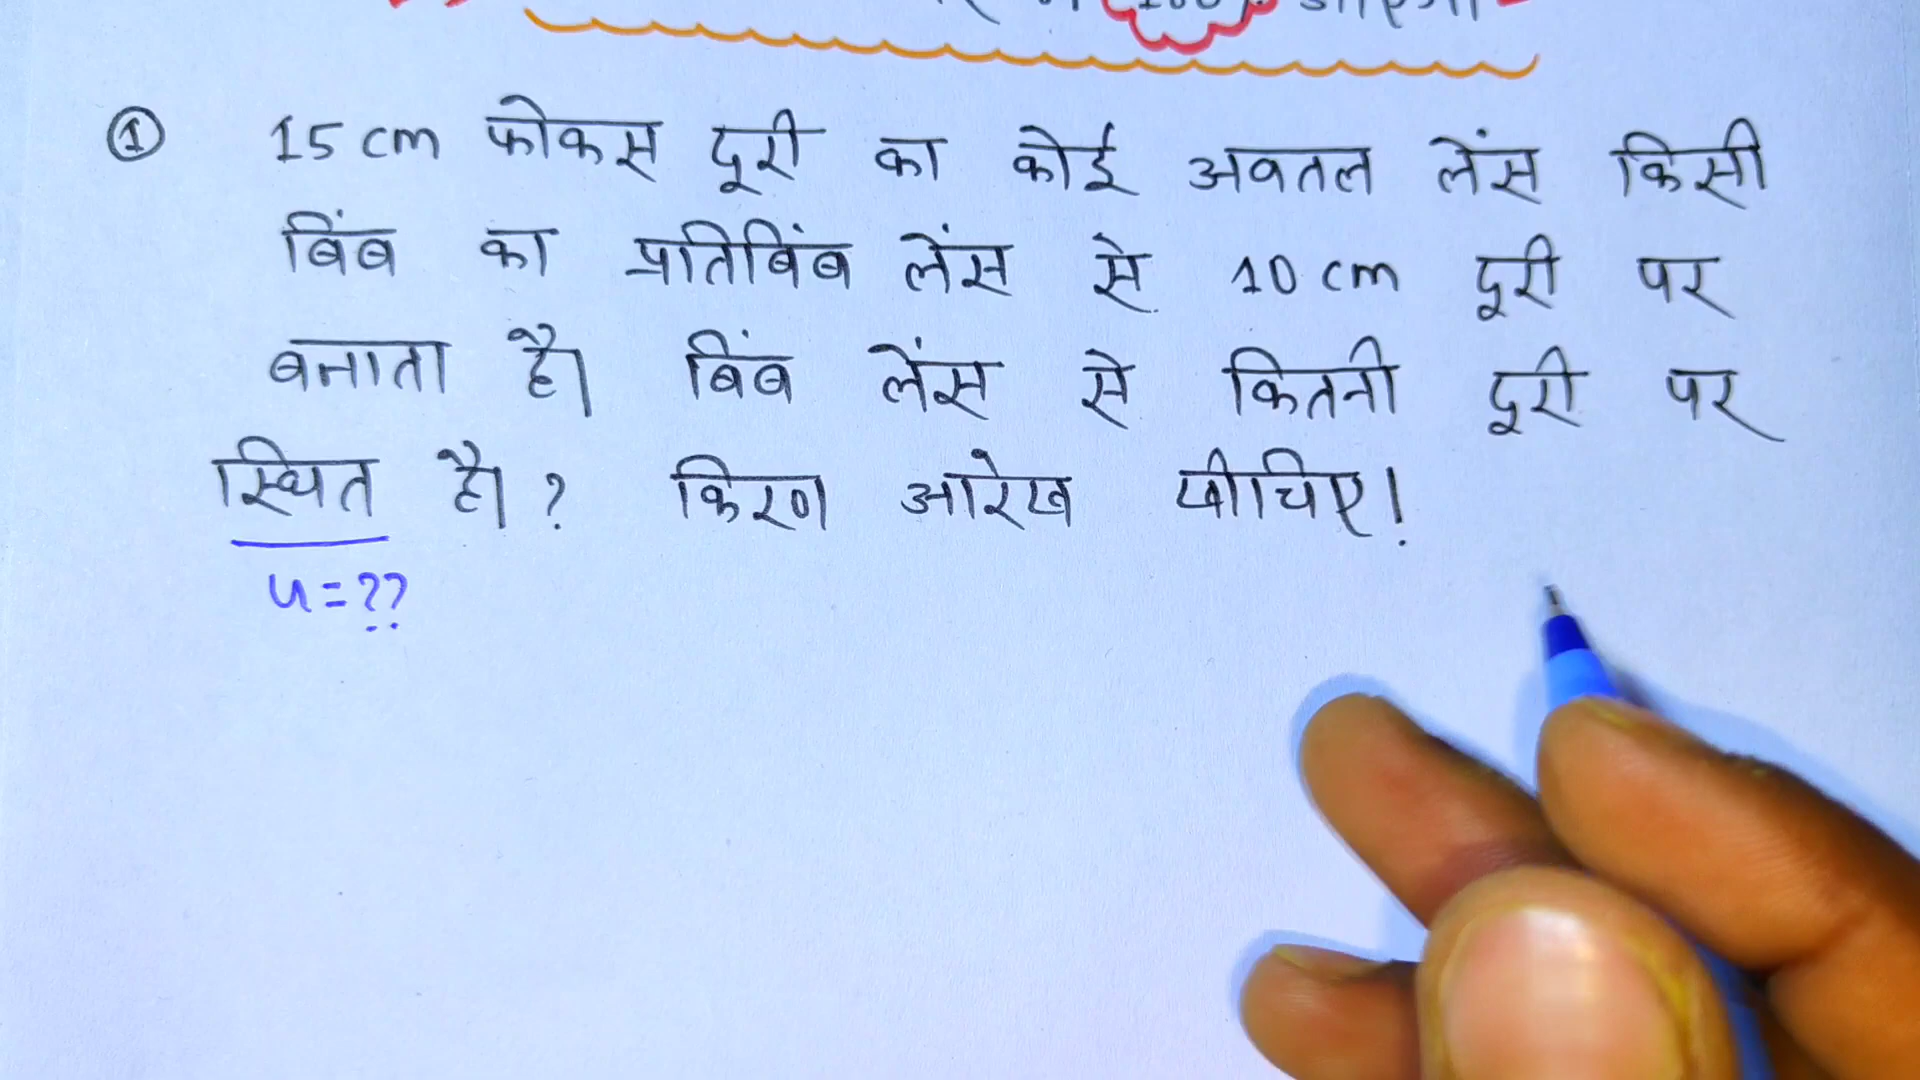 ① 15 cm फोकस दूरी का कोई अवतल लेंस किसी
बिंब का प्रतिबिंब लेंस से 10 cm दूरी पर
बनाता है। बिंब लेंस से कितनी दूरी पर
स्थित है। ? किरण आरेख खीचिए!
u = ??